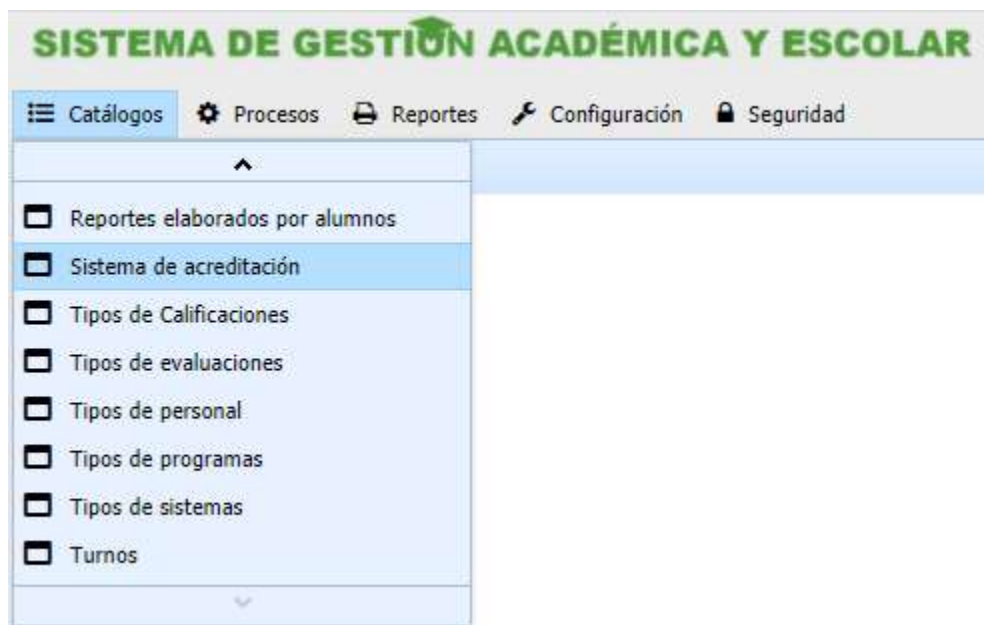 SISTEMA DE GESTIÓN ACADÉMICA Y ESCOLAR
Catálogos Procesos Reportes Configuración Seguridad
Reportes elaborados por alumnos
Sistema de acreditación
Tipos de Calificaciones
Tipos de evaluaciones
Tipos de personal
Tipos de programas
Tipos de sistemas
Turnos